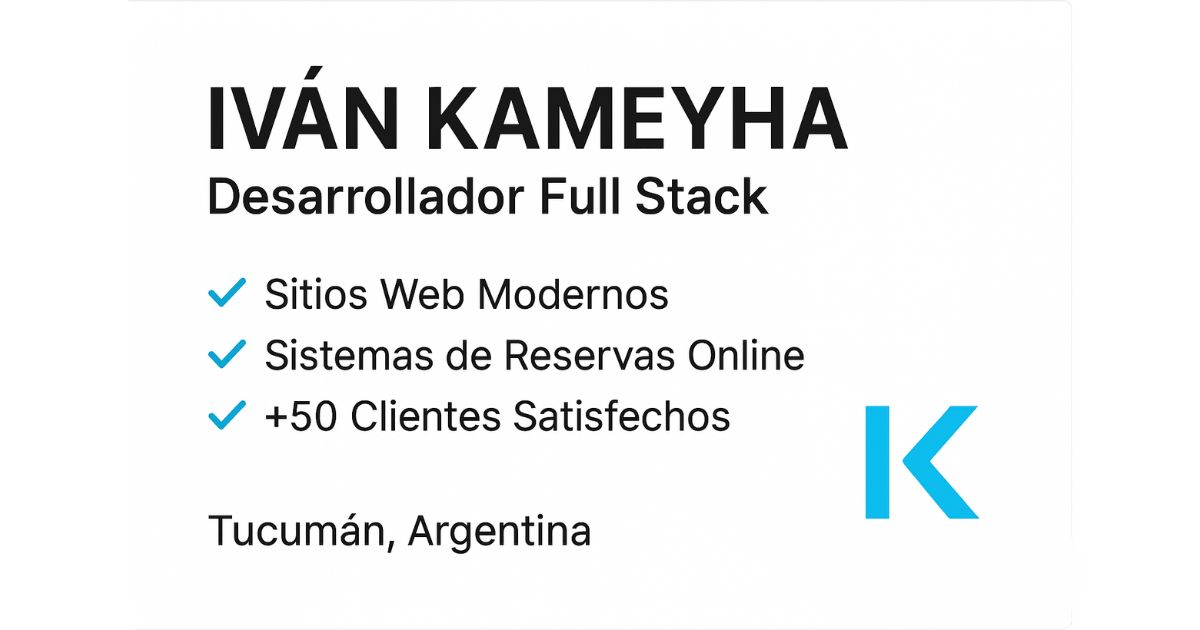 IVÁN KAMEYHA
Desarrollador Full Stack
✓ Sitios Web Modernos
✓ Sistemas de Reservas Online
✓ +50 Clientes Satisfechos
Tucumán, Argentina
K